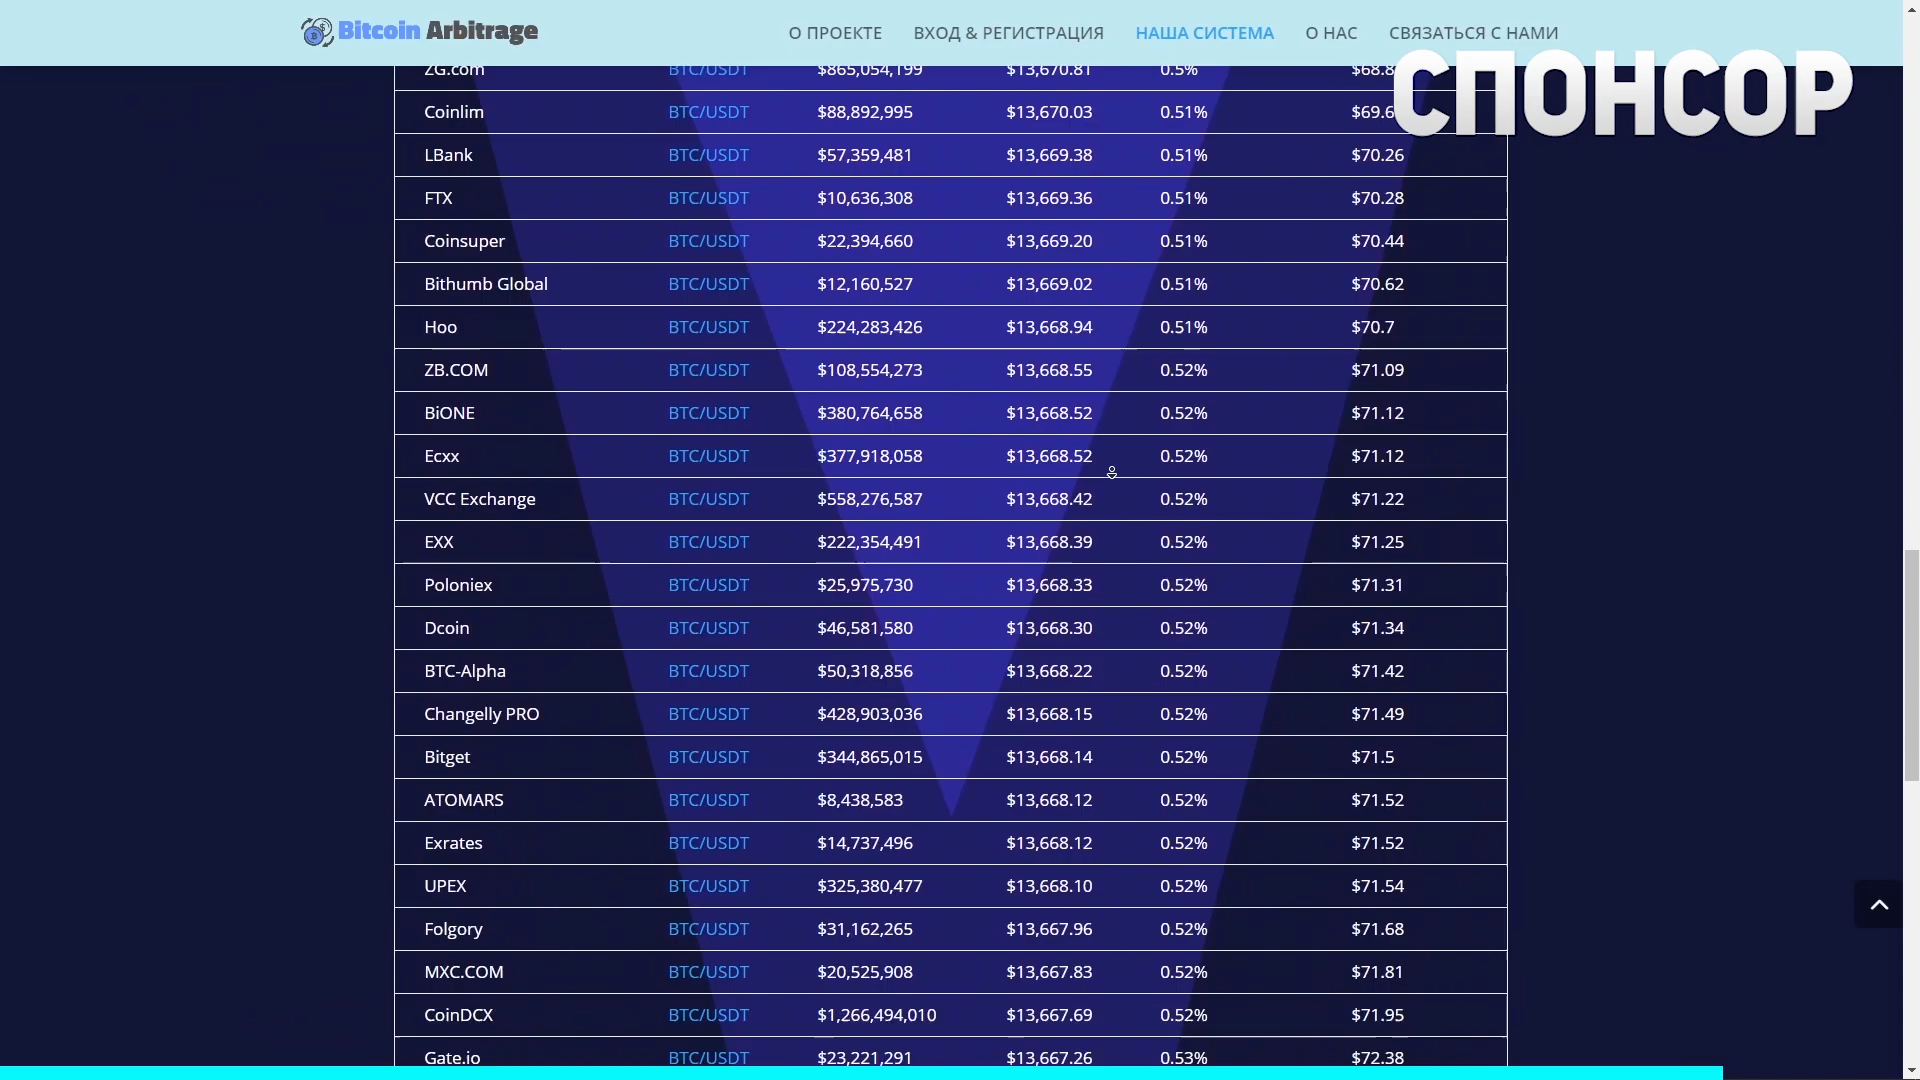 Bitcoin Arbitrage О ПРОЕКТЕ ВХОД & РЕГИСТРАЦИЯ НАША СИСТЕМА О НАС СВЯЗАТЬСЯ С НАМИ
СПОНСОР
ZG.com BTC/USDT $865,054,199 $13,670.81 0.5% $68.8
Coinlim BTC/USDT $88,892,995 $13,670.03 0.51% $69.6
LBank BTC/USDT $57,359,481 $13,669.38 0.51% $70.26
FTX BTC/USDT $10,636,308 $13,669.36 0.51% $70.28
Coinsuper BTC/USDT $22,394,660 $13,669.20 0.51% $70.44
Bithumb Global BTC/USDT $12,160,527 $13,669.02 0.51% $70.62
Hoo BTC/USDT $224,283,426 $13,668.94 0.51% $70.7
ZB.COM BTC/USDT $108,554,273 $13,668.55 0.52% $71.09
BiONE BTC/USDT $380,764,658 $13,668.52 0.52% $71.12
Ecxx BTC/USDT $377,918,058 $13,668.52 0.52% $71.12
VCC Exchange BTC/USDT $558,276,587 $13,668.42 0.52% $71.22
EXX BTC/USDT $222,354,491 $13,668.39 0.52% $71.25
Poloniex BTC/USDT $25,975,730 $13,668.33 0.52% $71.31
Dcoin BTC/USDT $46,581,580 $13,668.30 0.52% $71.34
BTC-Alpha BTC/USDT $50,318,856 $13,668.22 0.52% $71.42
Changelly PRO BTC/USDT $428,903,036 $13,668.15 0.52% $71.49
Bitget BTC/USDT $344,865,015 $13,668.14 0.52% $71.5
ATOMARS BTC/USDT $8,438,583 $13,668.12 0.52% $71.52
Exrates BTC/USDT $14,737,496 $13,668.12 0.52% $71.52
UPEX BTC/USDT $325,380,477 $13,668.10 0.52% $71.54
Folgory BTC/USDT $31,162,265 $13,667.96 0.52% $71.68
MXC.COM BTC/USDT $20,525,908 $13,667.83 0.52% $71.81
CoinDCX BTC/USDT $1,266,494,010 $13,667.69 0.52% $71.95
Gate.io BTC/USDT $23,221,291 $13,667.26 0.53% $72.38